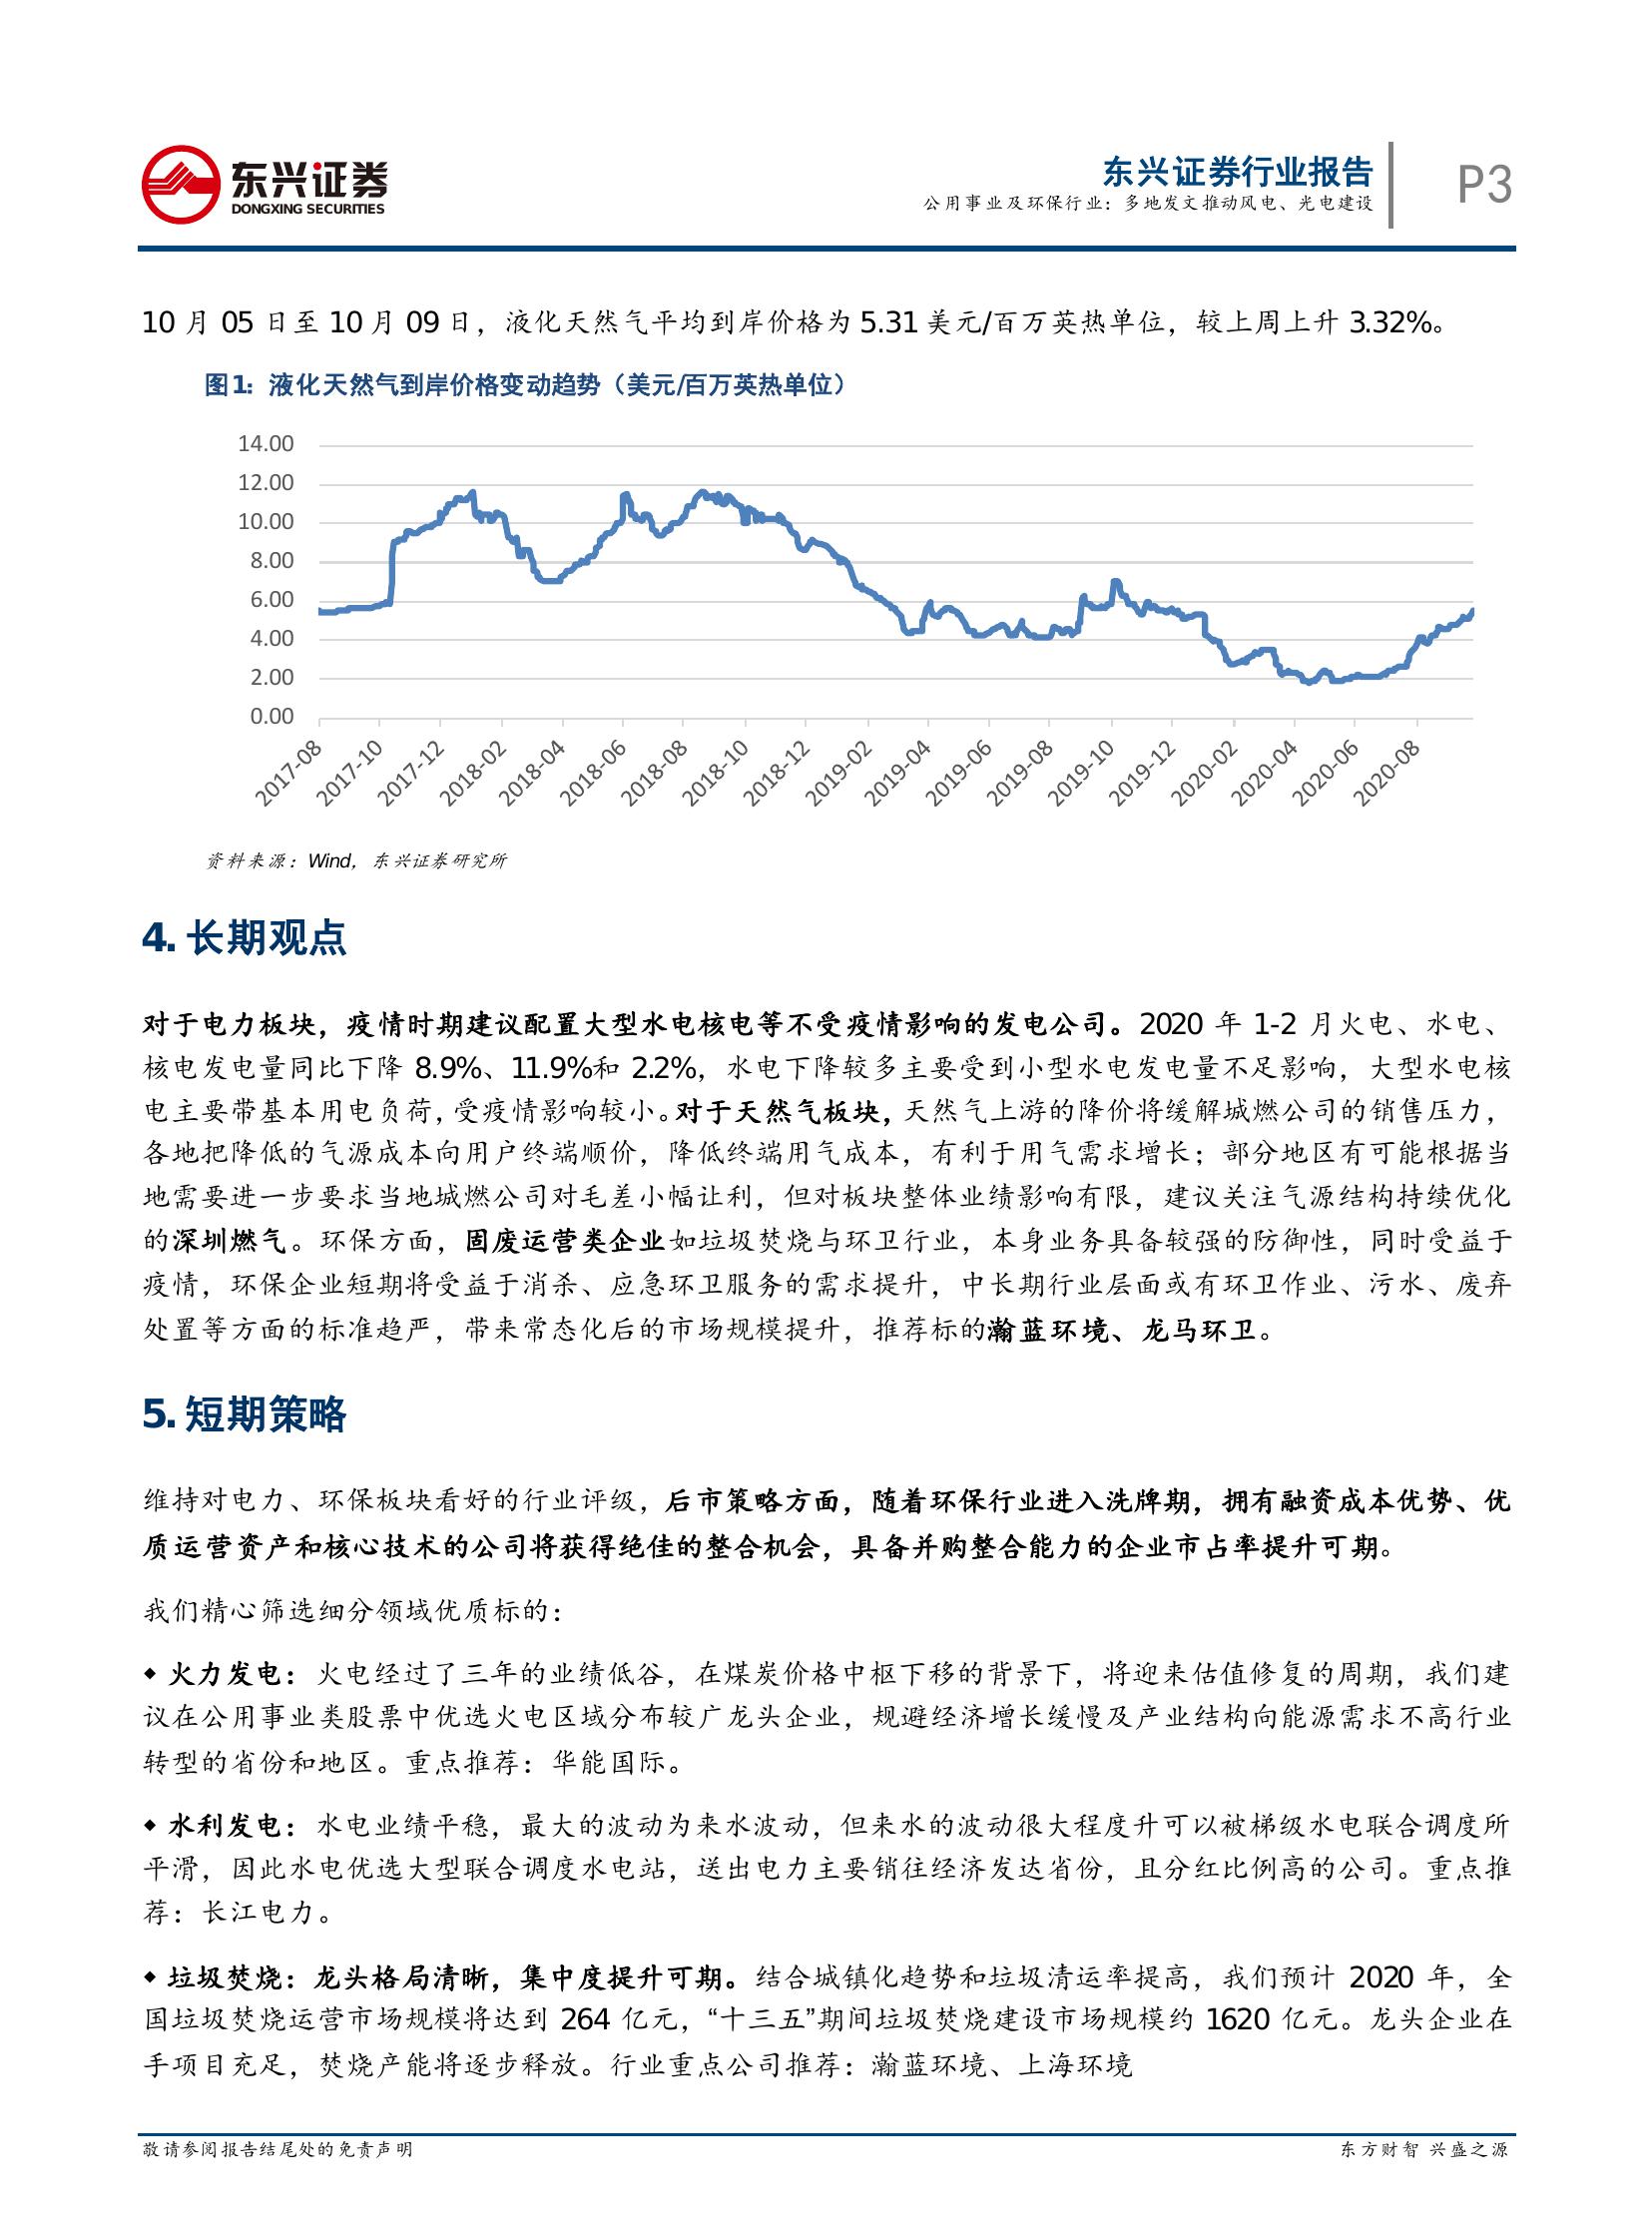 东兴证券
DONGXING SECURITIES
东兴证券行业报告
公用事业及环保行业：多地发文推动风电、光电建设
P3
10 月 05 日至 10 月 09 日，液化天然气平均到岸价格为 5.31 美元/百万英热单位，较上周上升 3.32%。
图1: 液化天然气到岸价格变动趋势（美元/百万英热单位）
14.00
12.00
10.00
8.00
6.00
4.00
2.00
0.00
2017-08
2017-10
2017-12
2018-02
2018-04
2018-06
2018-08
2018-10
2018-12
2019-02
2019-04
2019-06
2019-08
2019-10
2019-12
2020-02
2020-04
2020-06
2020-08
资料来源：Wind，东兴证券研究所
4. 长期观点
对于电力板块，疫情时期建议配置大型水电核电等不受疫情影响的发电公司。2020 年 1-2 月火电、水电、
核电发电量同比下降 8.9%、11.9%和 2.2%，水电下降较多主要受到小型水电发电量不足影响，大型水电核
电主要带基本用电负荷，受疫情影响较小。对于天然气板块，天然气上游的降价将缓解城燃公司的销售压力，
各地把降低的气源成本向用户终端顺价，降低终端用气成本，有利于用气需求增长；部分地区有可能根据当
地需要进一步要求当地城燃公司对毛差小幅让利，但对板块整体业绩影响有限，建议关注气源结构持续优化
的深圳燃气。环保方面，固废运营类企业如垃圾焚烧与环卫行业，本身业务具备较强的防御性，同时受益于
疫情，环保企业短期将受益于消杀、应急环卫服务的需求提升，中长期行业层面或有环卫作业、污水、废弃
处置等方面的标准趋严，带来常态化后的市场规模提升，推荐标的瀚蓝环境、龙马环卫。
5. 短期策略
维持对电力、环保板块看好的行业评级，后市策略方面，随着环保行业进入洗牌期，拥有融资成本优势、优
质运营资产和核心技术的公司将获得绝佳的整合机会，具备并购整合能力的企业市占率提升可期。
我们精心筛选细分领域优质标的：
◆ 火力发电：火电经过了三年的业绩低谷，在煤炭价格中枢下移的背景下，将迎来估值修复的周期，我们建
议在公用事业类股票中优选火电区域分布较广龙头企业，规避经济增长缓慢及产业结构向能源需求不高行业
转型的省份和地区。重点推荐：华能国际。
◆ 水利发电：水电业绩平稳，最大的波动为来水波动，但来水的波动很大程度升可以被梯级水电联合调度所
平滑，因此水电优选大型联合调度水电站，送出电力主要销往经济发达省份，且分红比例高的公司。重点推
荐：长江电力。
◆ 垃圾焚烧：龙头格局清晰，集中度提升可期。结合城镇化趋势和垃圾清运率提高，我们预计 2020 年，全
国垃圾焚烧运营市场规模将达到 264 亿元，“十三五”期间垃圾焚烧建设市场规模约 1620 亿元。龙头企业在
手项目充足，焚烧产能将逐步释放。行业重点公司推荐：瀚蓝环境、上海环境
敬请参阅报告结尾处的免责声明
东方财智 兴盛之源